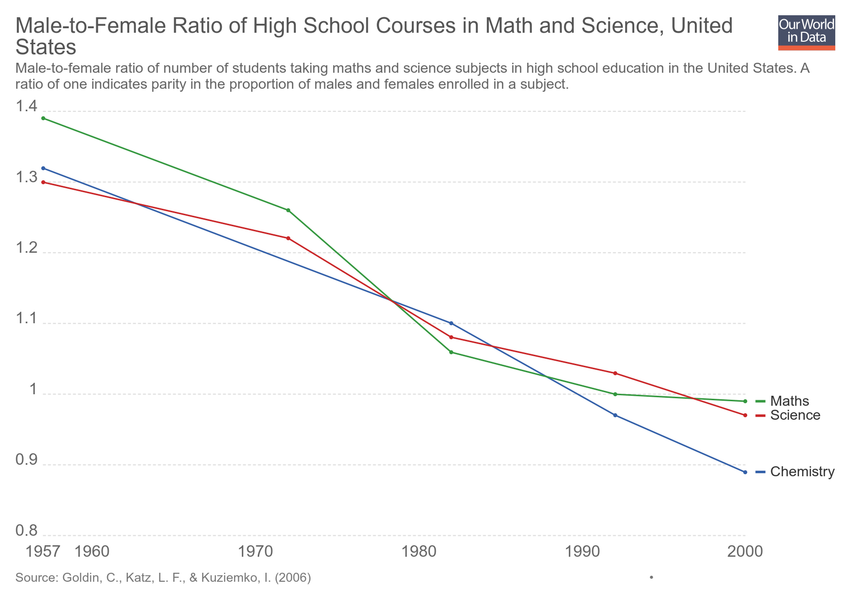 Male-to-Female Ratio of High School Courses in Math and Science, United
States
Our World
in Data
Male-to-female ratio of number of students taking maths and science subjects in high school education in the United States. A
ratio of one indicates parity in the proportion of males and females enrolled in a subject.
1.4
1.3
1.2
1.1
1
0.9
0.8
Maths
Science
Chemistry
1957 1960 1970 1980 1990 2000
Source: Goldin, C., Katz, L. F., & Kuziemko, I. (2006)